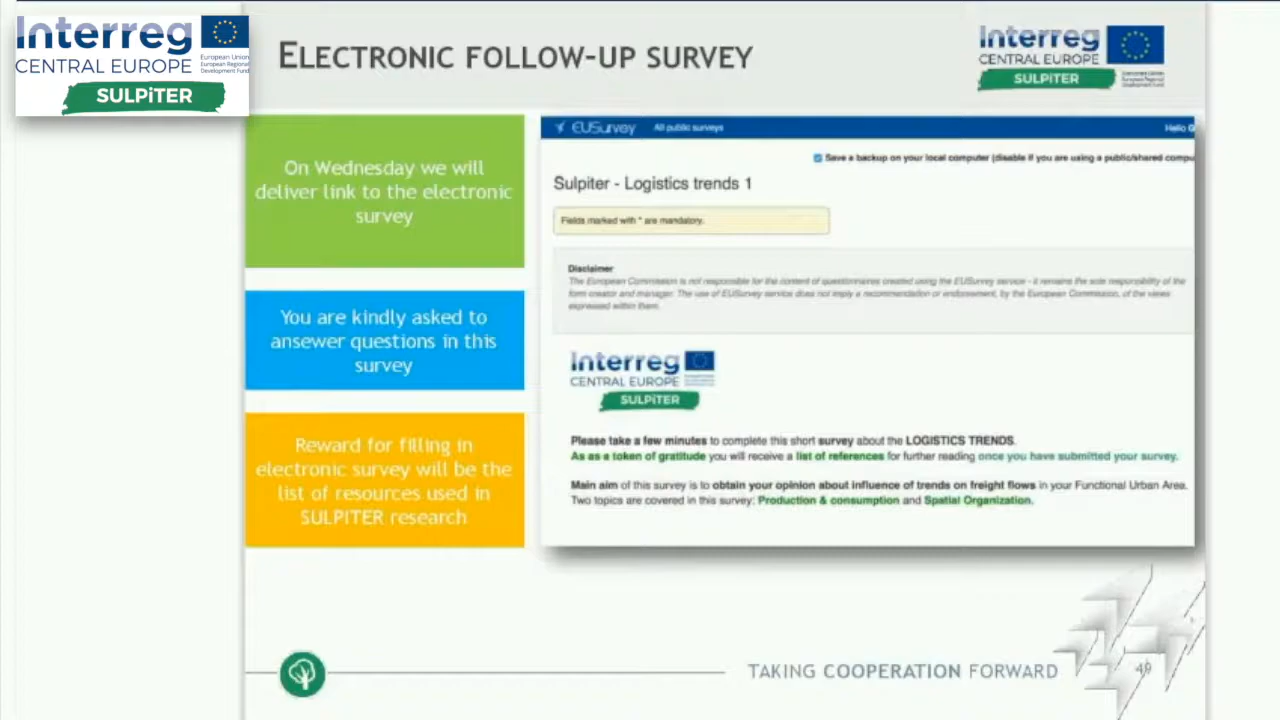 Interreg
CENTRAL EUROPE
European Union
European Regional
Development Fund
SULPiTER
ELECTRONIC FOLLOW-UP SURVEY
Interreg
CENTRAL EUROPE
SULPiTER
On Wednesday we will
deliver link to the electronic
survey
You are kindly asked to
ansewer questions in this
survey
Reward for filling in
electronic survey will be the
list of resources used in
SULPITER research
EUSurvey All public surveys Hello G
Save a backup on your local computer (disable if you are using a public/shared compu
Sulpiter - Logistics trends 1
Fields marked with * are mandatory.
Disclaimer
The European Commission is not responsible for the content of questionnaires created using the EUSurvey service - it remains the sole responsibility of the
form creator and manager. The use of EUSurvey service does not imply a recommendation or endorsement, by the European Commission, of the views
expressed within them.
Interreg
CENTRAL EUROPE
SULPiTER
Please take a few minutes to complete this short survey about the LOGISTICS TRENDS.
As as a token of gratitude you will receive a list of references for further reading once you have submitted your survey.
Main aim of this survey is to obtain your opinion about influence of trends on freight flows in your Functional Urban Area.
Two topics are covered in this survey: Production & consumption and Spatial Organization.
TAKING COOPERATION FORWARD
49